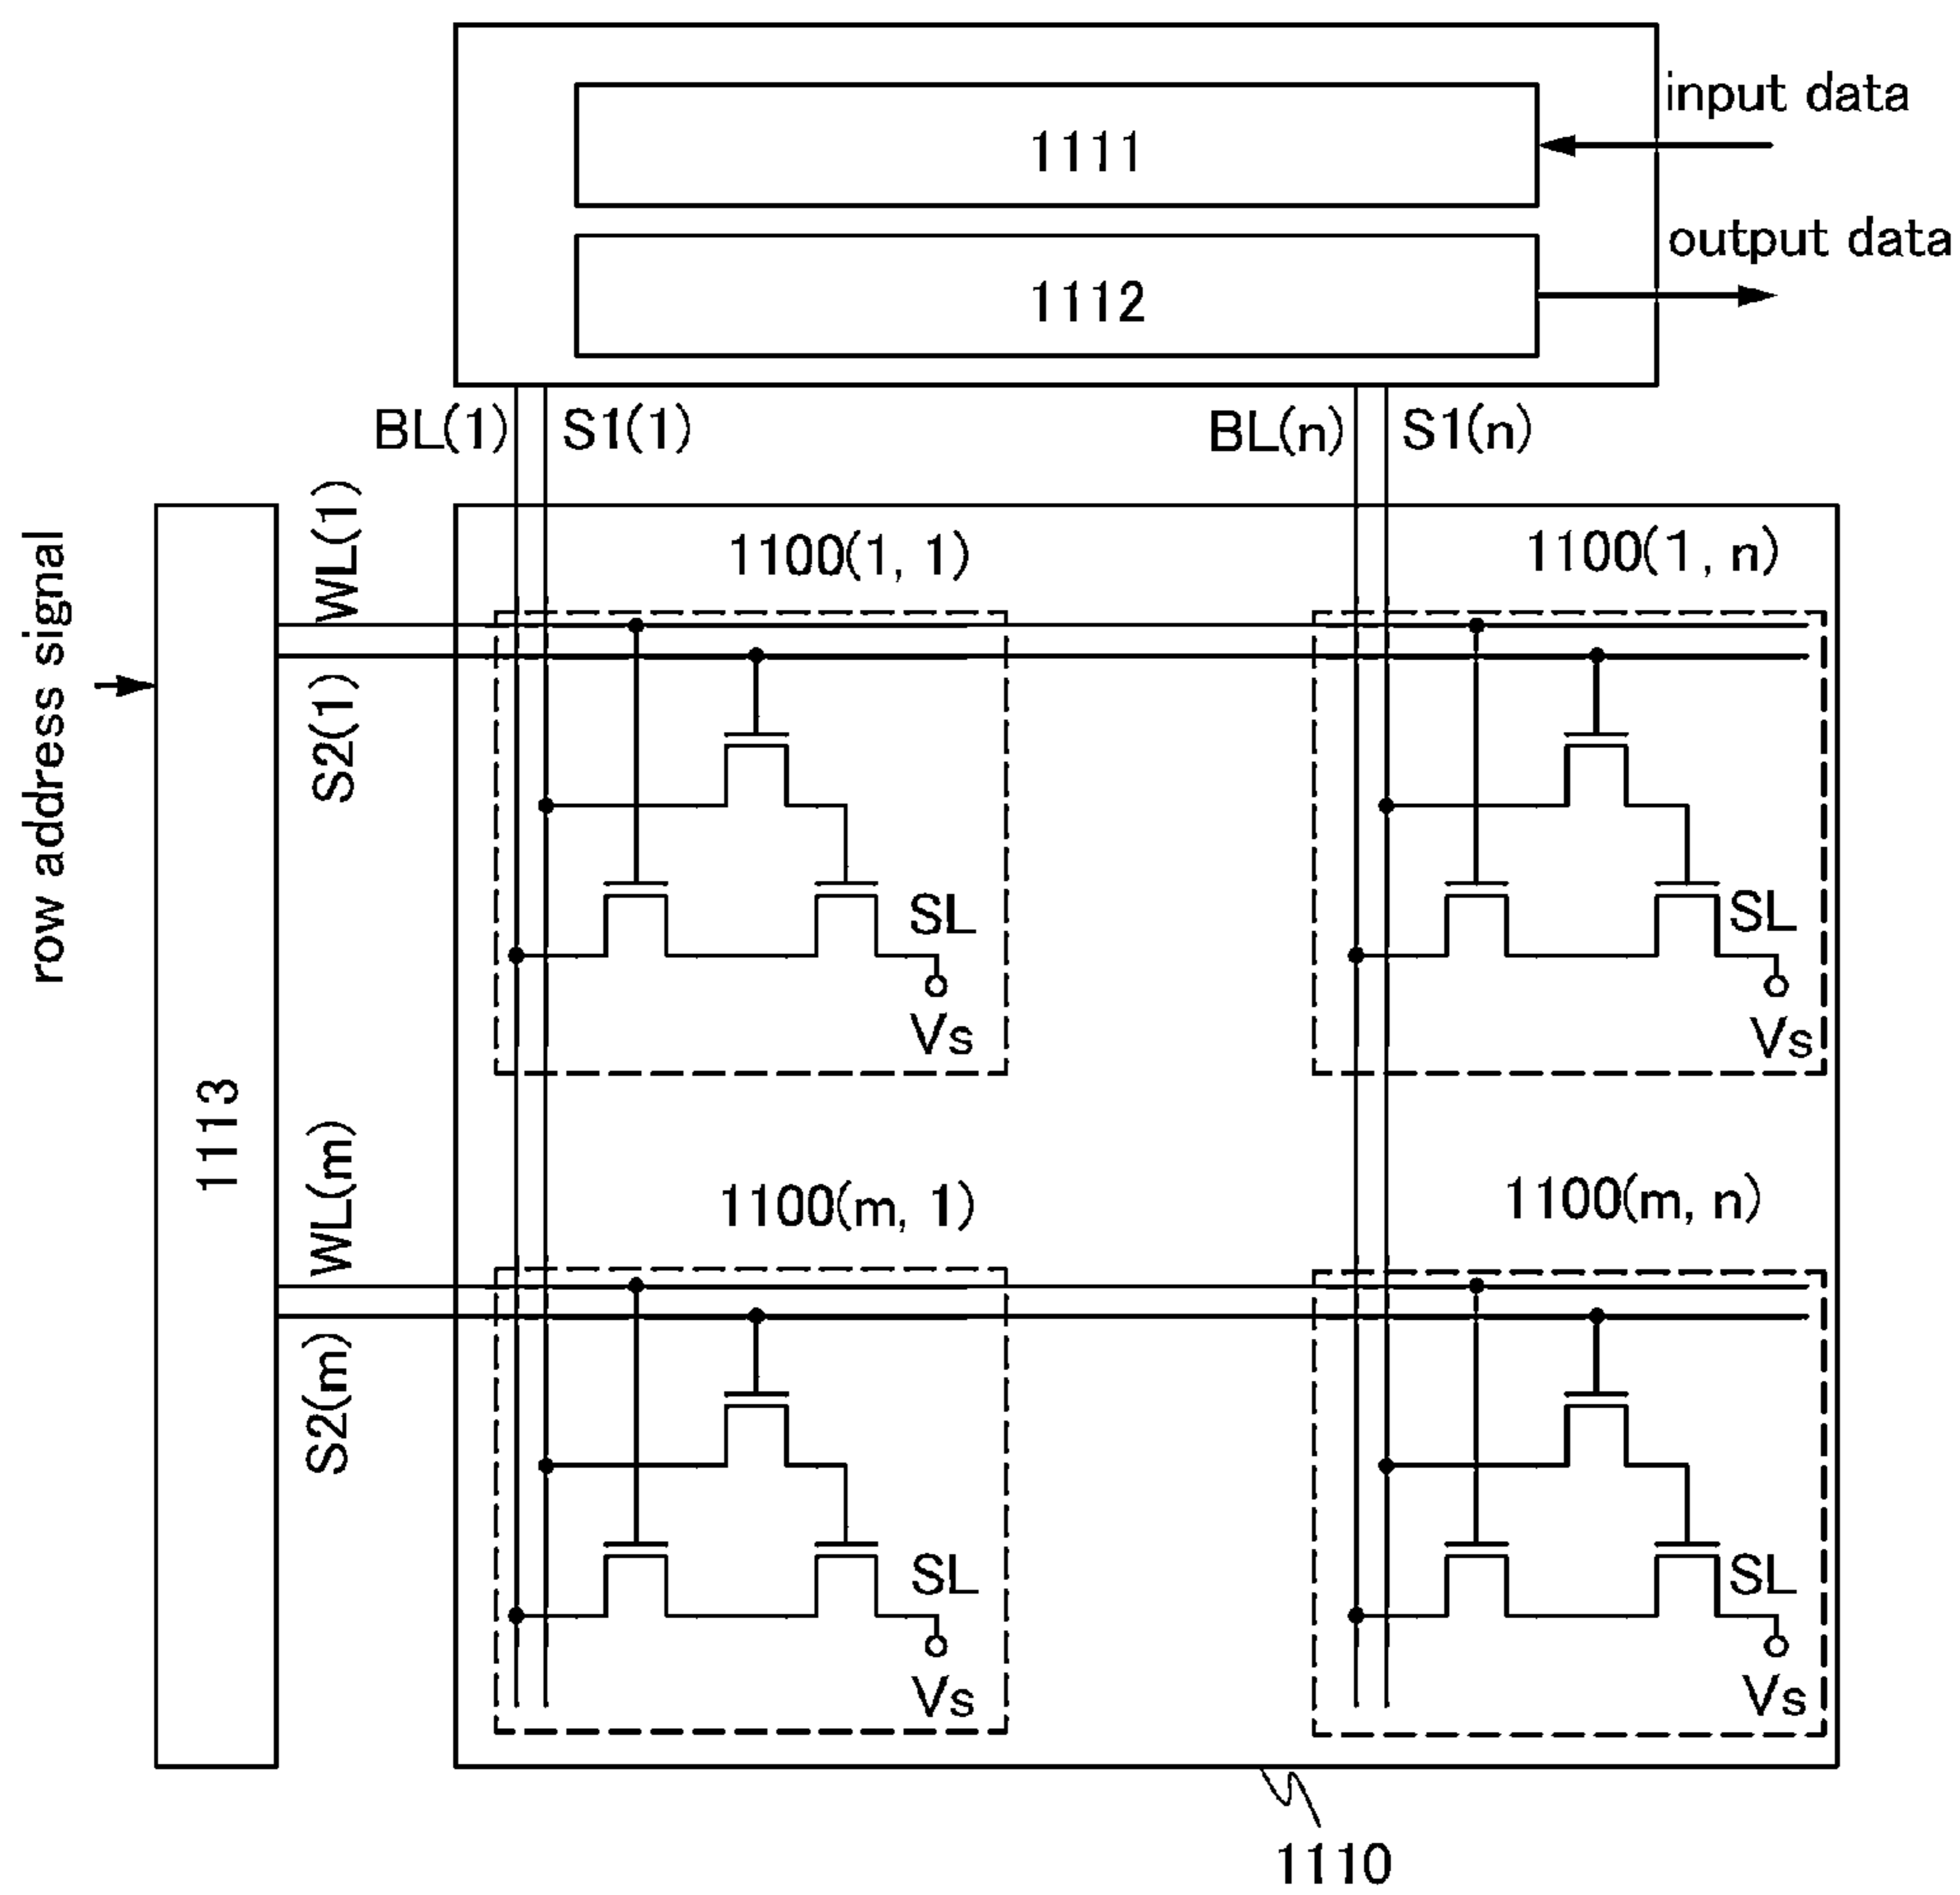 input data
1111
output data
1112
BL(1)
S1(1)
BL(n)
S1(n)
row address signal
WL(1)
S2(1)
1100(1, 1)
1100(1, n)
SL
Vs
SL
Vs
1113
WL(m)
S2(m)
1100(m, 1)
1100(m, n)
SL
Vs
SL
Vs
1110